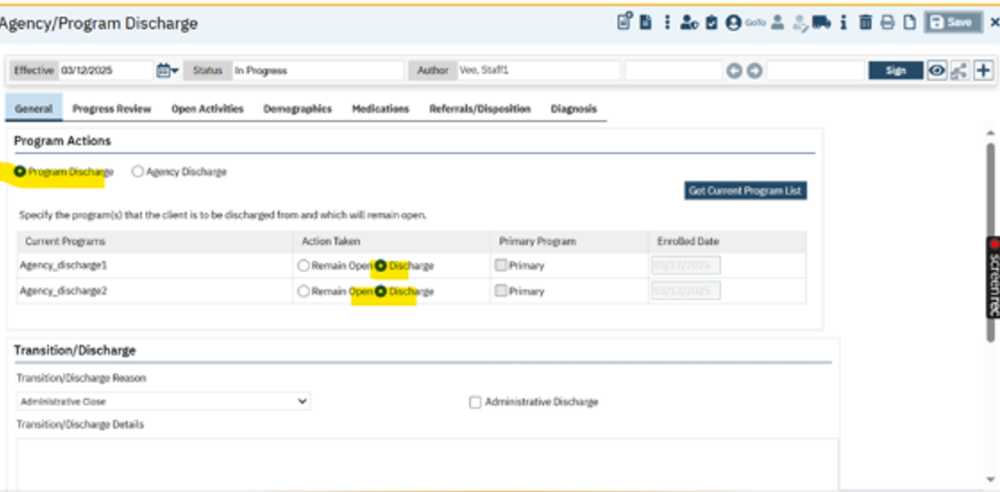 Agency/Program Discharge
GoTo
Save
Effective 03/12/2025 Status In Progress Author Vee, Staff1 Sign
General Progress Review Open Activities Demographics Medications Referrals/Disposition Diagnosis
Program Actions
Program Discharge Agency Discharge
Get Current Program List
Specify the program(s) that the client is to be discharged from and which will remain open.
Current Programs Action Taken Primary Program Enrolled Date
Agency_discharge1 Remain Open Discharge Primary 03/12/2025
Agency_discharge2 Remain Open Discharge Primary 03/12/2025
screenrec
Transition/Discharge
Transition/Discharge Reason
Administrative Close Administrative Discharge
Transition/Discharge Details